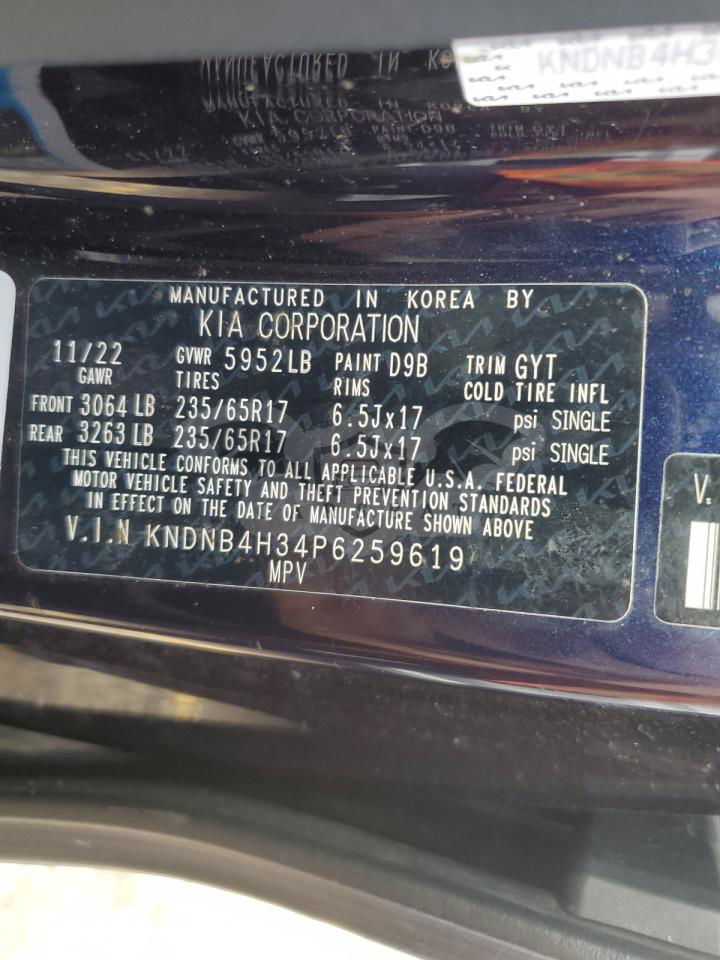 KNDNB4H3
MANUFACTURED IN KOREA BY
KIA CORPORATION
11/22 GVWR 5952LB PAINT D9B TRIM GYT
GAWR TIRES RIMS COLD TIRE INFL
FRONT 3064 LB 235/65R17 6.5Jx17 psi SINGLE
REAR 3263 LB 235/65R17 6.5Jx17 psi SINGLE
THIS VEHICLE CONFORMS TO ALL APPLICABLE U.S.A. FEDERAL
MOTOR VEHICLE SAFETY AND THEFT PREVENTION STANDARDS
IN EFFECT ON THE DATE OF MANUFACTURE SHOWN ABOVE
V.I.N KNDNB4H34P6259619
MPV
V.